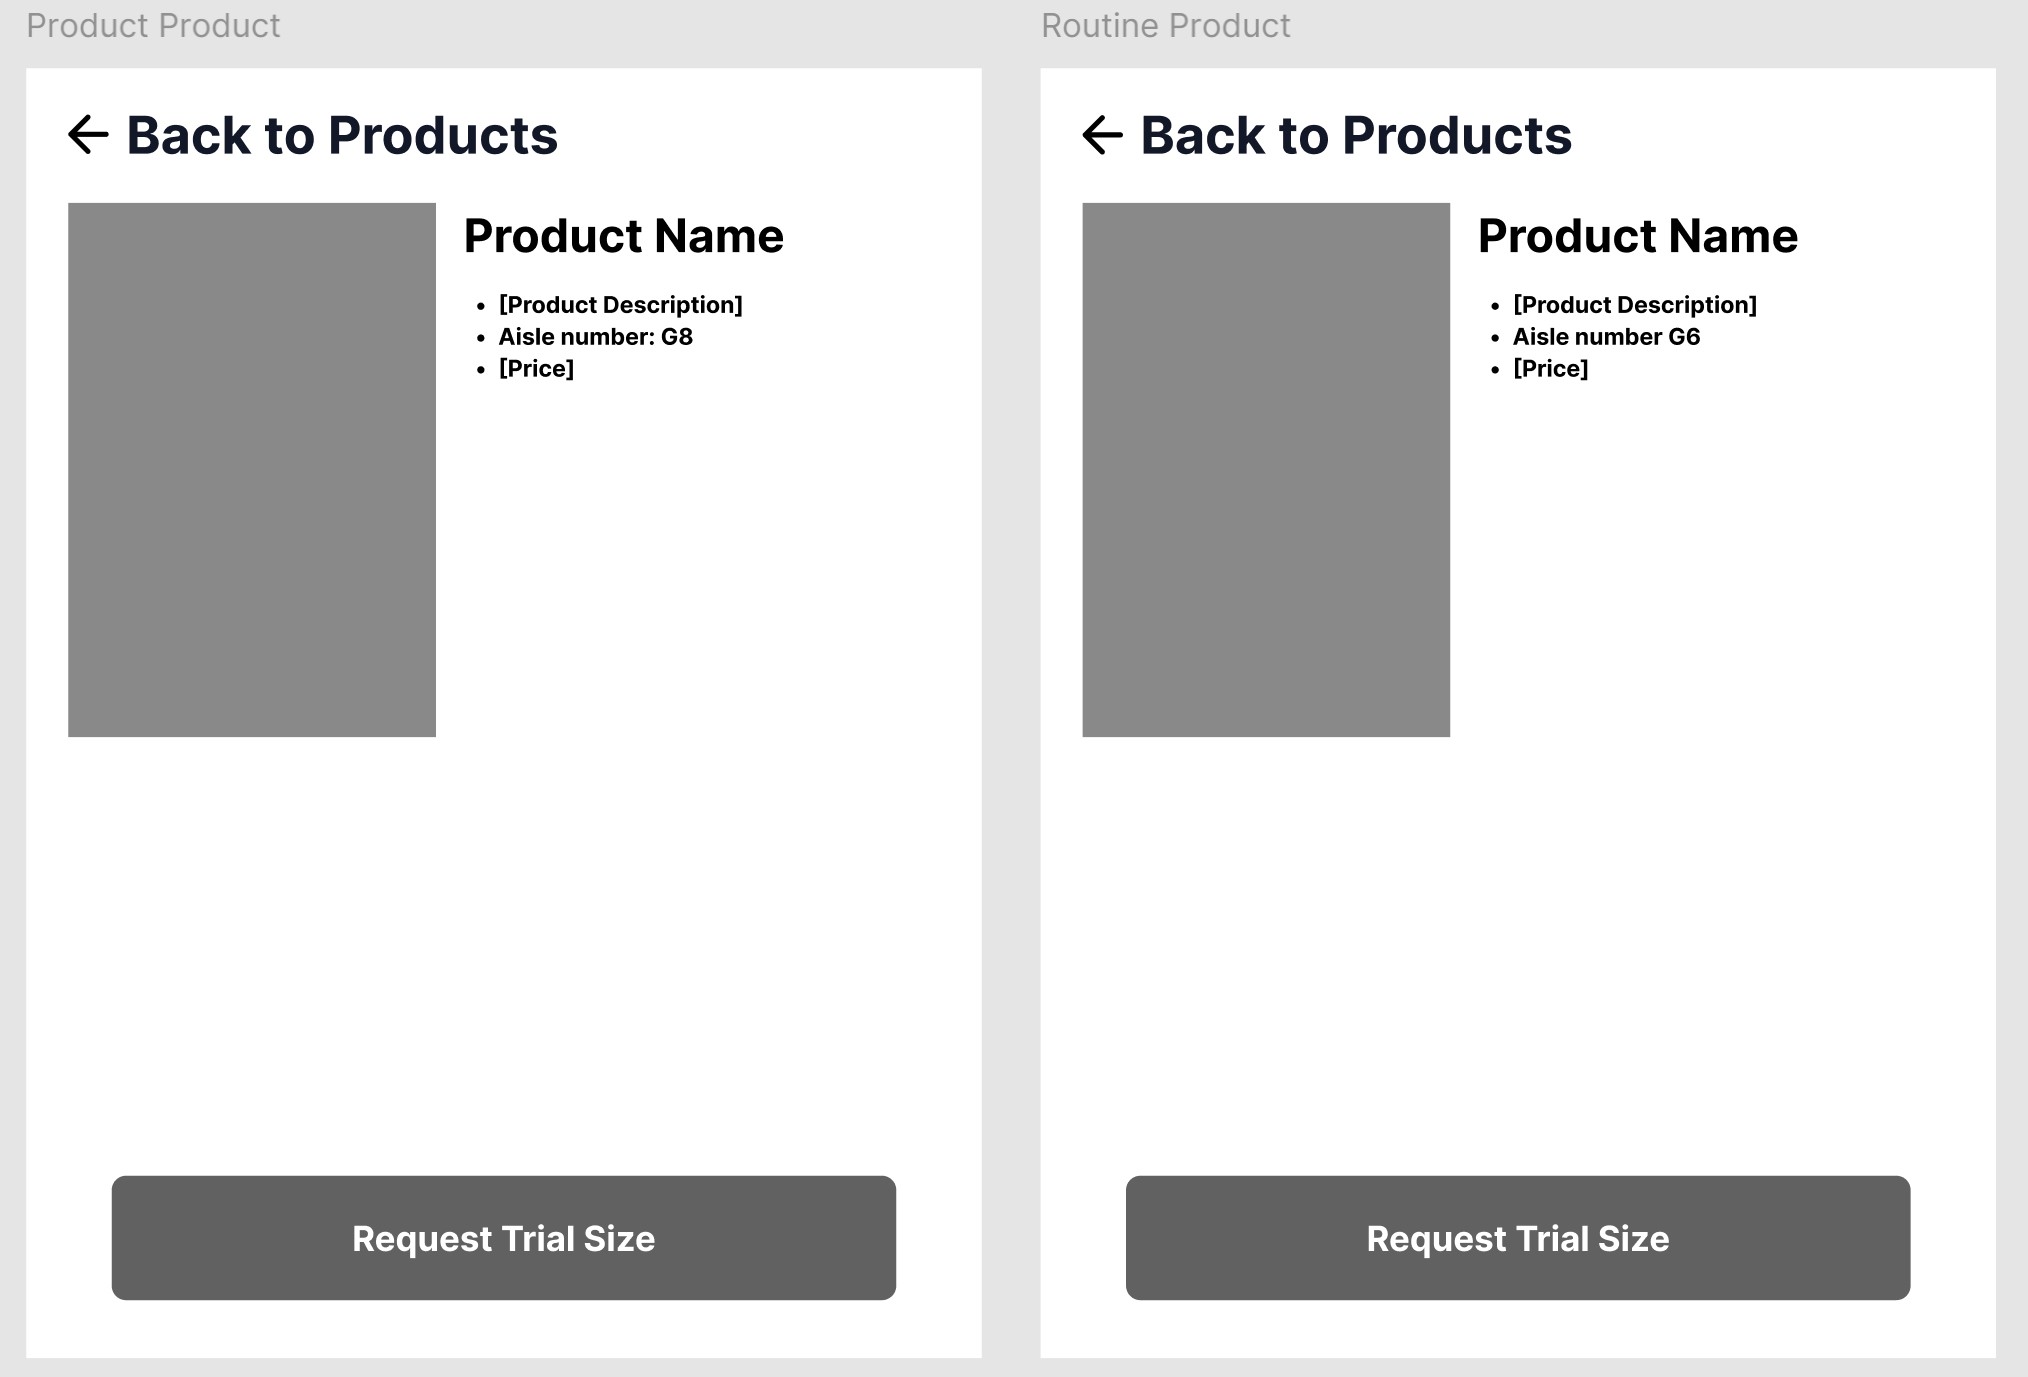 Product Product
Back to Products
Product Name
• [Product Description]
• Aisle number: G8
• [Price]
Request Trial Size
Routine Product
Back to Products
Product Name
• [Product Description]
• Aisle number G6
• [Price]
Request Trial Size